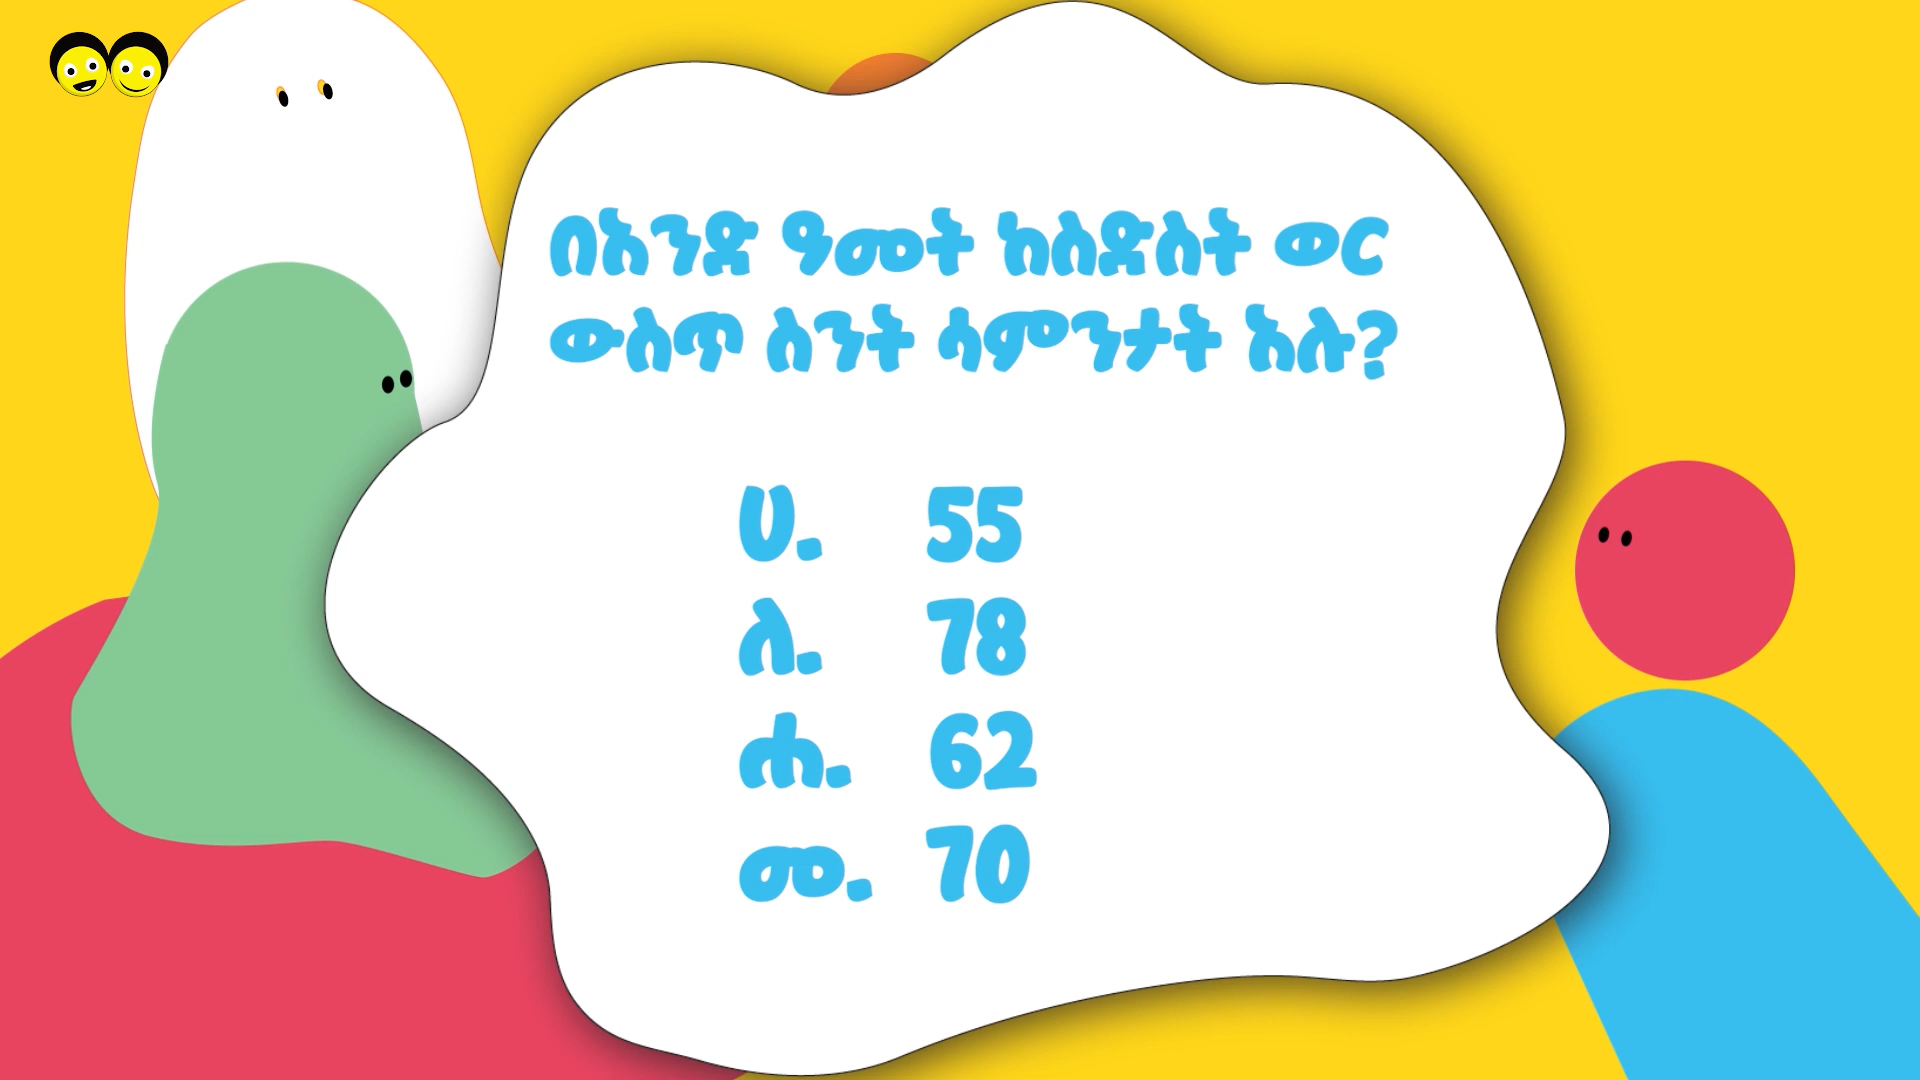 በአንድ ዓመት ከስድስት ወር
ውስጥ ስንት ሳምንታት አሉ?
ሀ. 55
ለ. 78
ሐ. 62
መ. 70